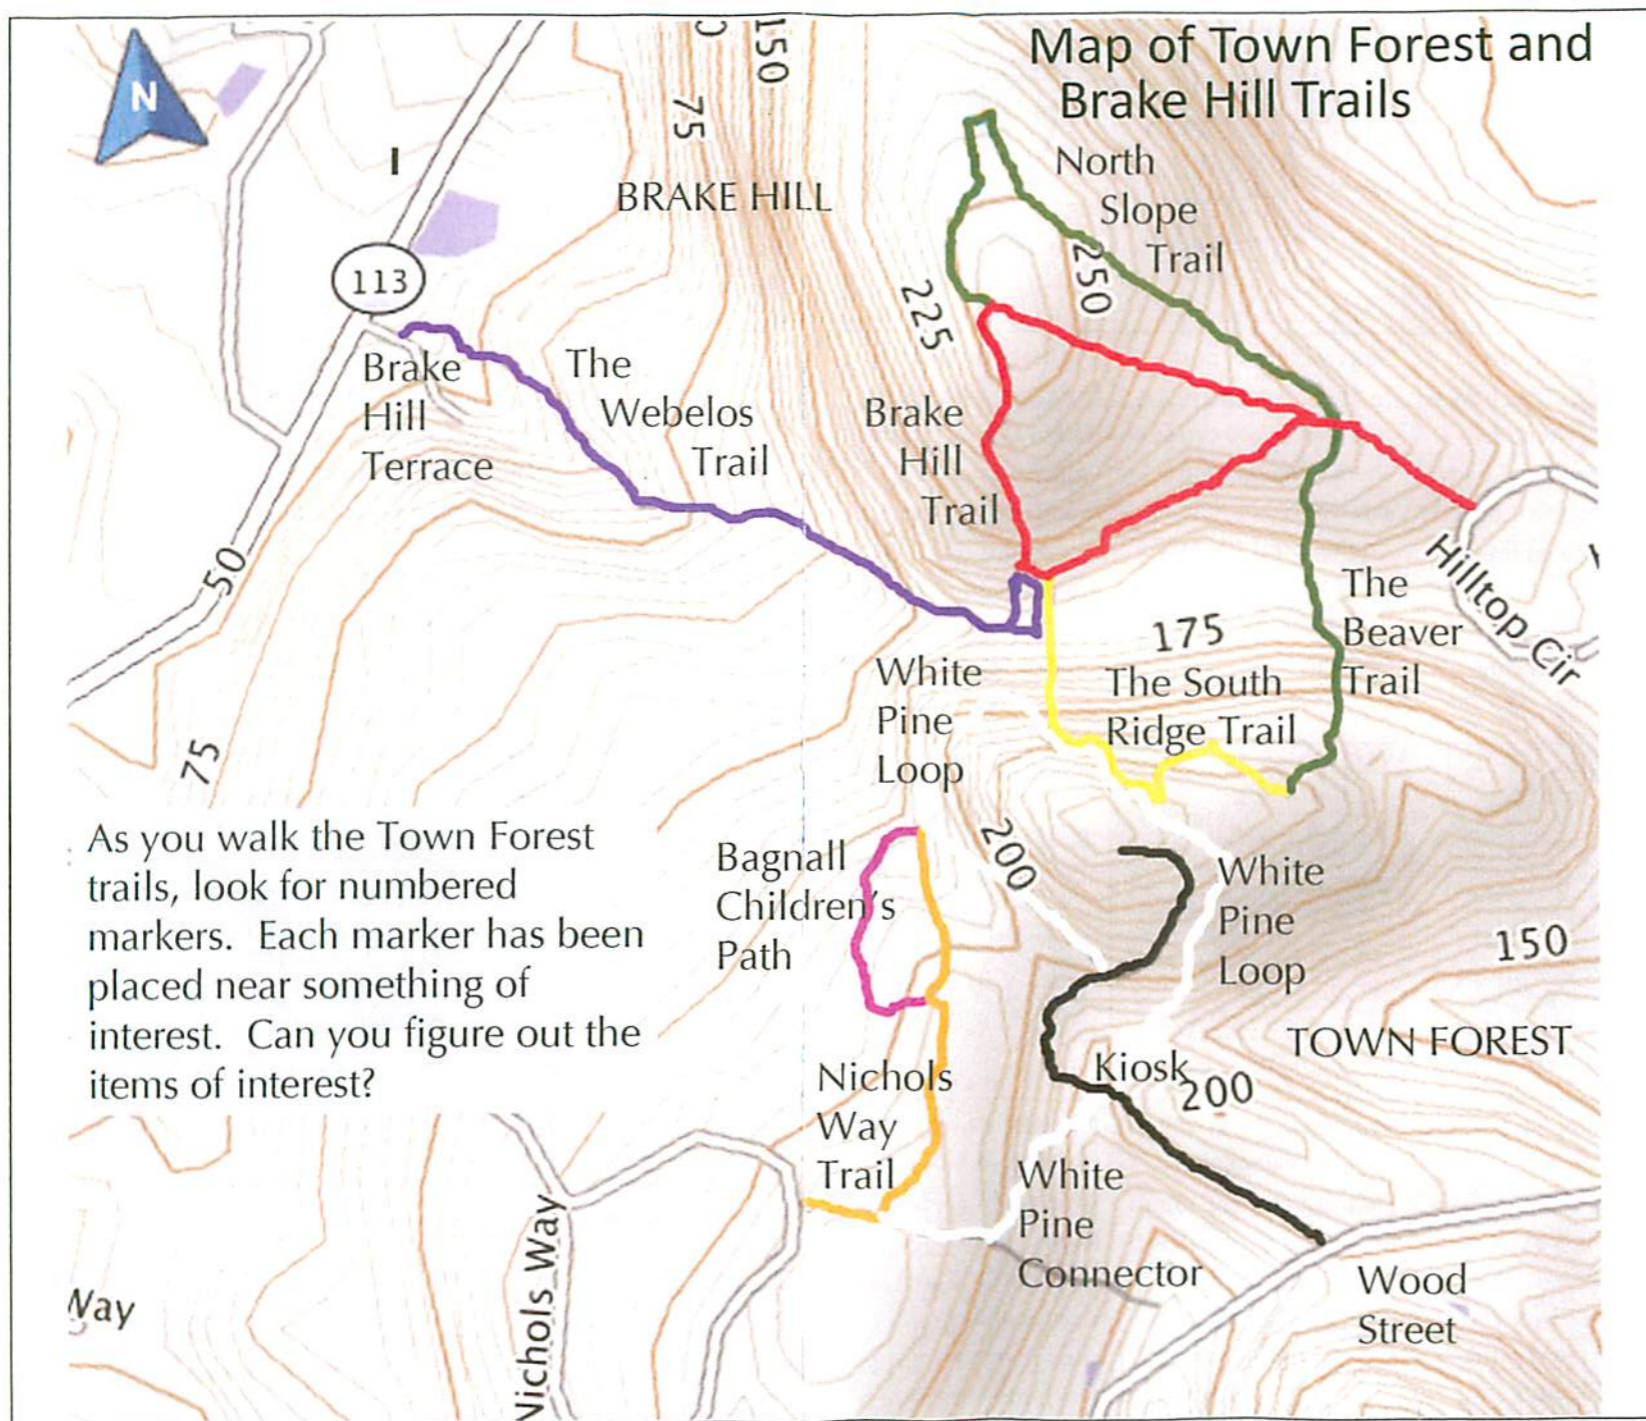 Map of Town Forest and
Brake Hill Trails
N
I
150
75
BRAKE HILL
North
Slope
Trail
113
250
225
Brake
Hill
Terrace
The
Webelos
Trail
Brake
Hill
Trail
50
Hilltop Cir
The
Beaver
Trail
175
The South
Ridge Trail
White
Pine
Loop
75
As you walk the Town Forest
trails, look for numbered
markers.  Each marker has been
placed near something of
interest.  Can you figure out the
items of interest?
Bagnall
Children's
Path
200
White
Pine
Loop
150
TOWN FOREST
Kiosk
200
Nichols
Way
Trail
White
Pine
Connector
Nichols Way
Way
Wood
Street